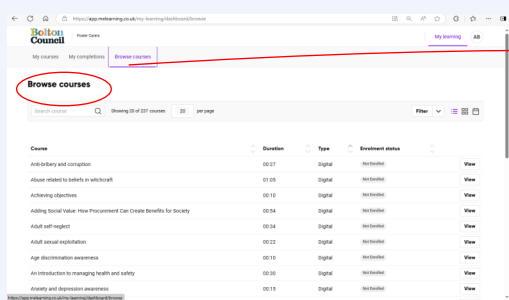 https://app.melearning.co.uk/my-learning/dashboard/browse
Bolton
Council
Foster Carers
My learning
AB
My courses
My completions
Browse courses
Browse courses
Search course
Showing 20 of 237 courses
20
per page
Filter
Course
Duration
Type
Enrolment status
Anti-bribery and corruption
00:27
Digital
Not Enrolled
View
Abuse related to beliefs in witchcraft
01:05
Digital
Not Enrolled
View
Achieving objectives
00:10
Digital
Not Enrolled
View
Adding Social Value: How Procurement Can Create Benefits for Society
00:54
Digital
Not Enrolled
View
Adult self-neglect
00:34
Digital
Not Enrolled
View
Adult sexual exploitation
00:22
Digital
Not Enrolled
View
Age discrimination awareness
00:10
Digital
Not Enrolled
View
An introduction to managing health and safety
00:30
Digital
Not Enrolled
View
Anxiety and depression awareness
00:15
Digital
Not Enrolled
View
https://app.melearning.co.uk/my-learning/dashboard/browse